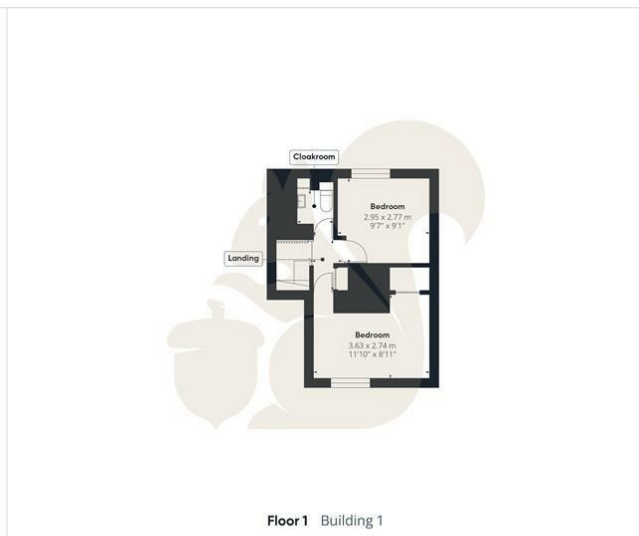 Cloakroom
Bedroom
2.95 x 2.77 m
9'7" x 9'1"
Landing
Bedroom
3.63 x 2.74 m
11'10" x 8'11"
Floor 1 Building 1